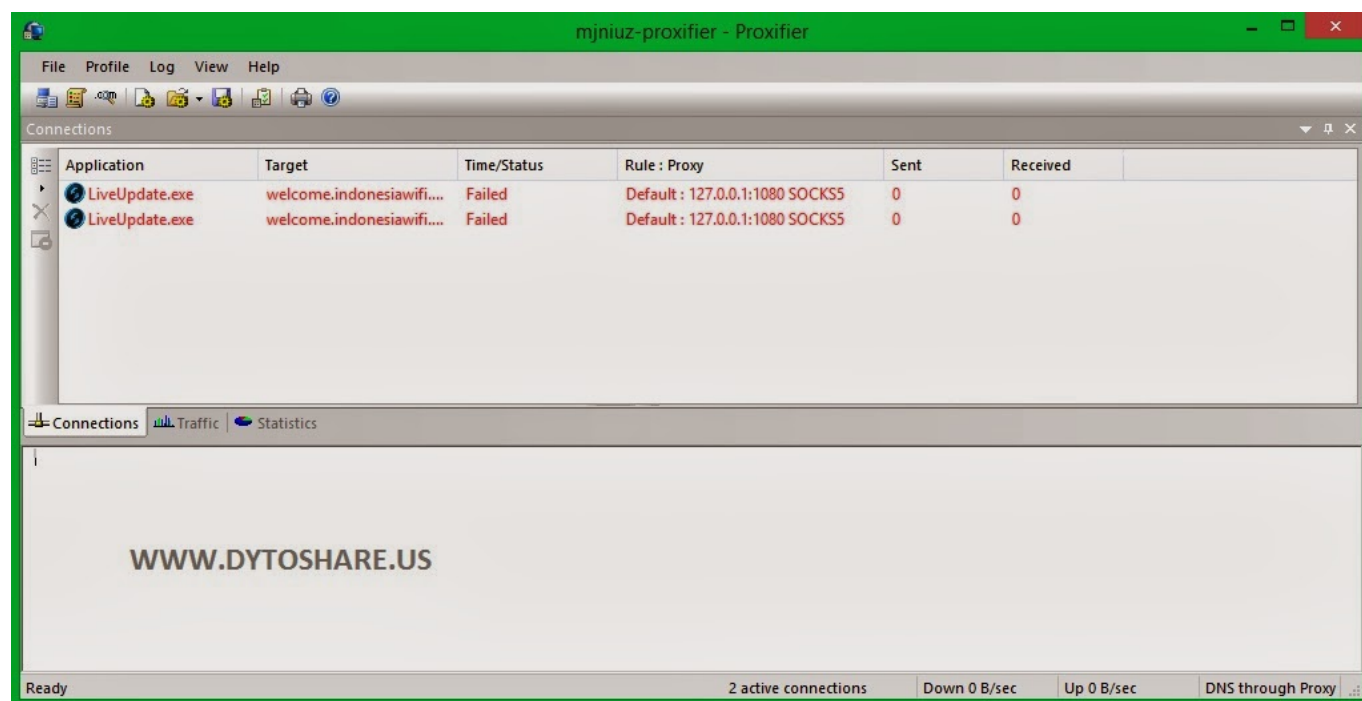 mjniuz-proxifier - Proxifier
File Profile Log View Help
Connections
Application Target Time/Status Rule : Proxy Sent Received
LiveUpdate.exe welcome.indonesiawifi.... Failed Default : 127.0.0.1:1080 SOCKS5 0 0
LiveUpdate.exe welcome.indonesiawifi.... Failed Default : 127.0.0.1:1080 SOCKS5 0 0
Connections Traffic Statistics
WWW.DYTOSHARE.US
Ready 2 active connections Down 0 B/sec Up 0 B/sec DNS through Proxy